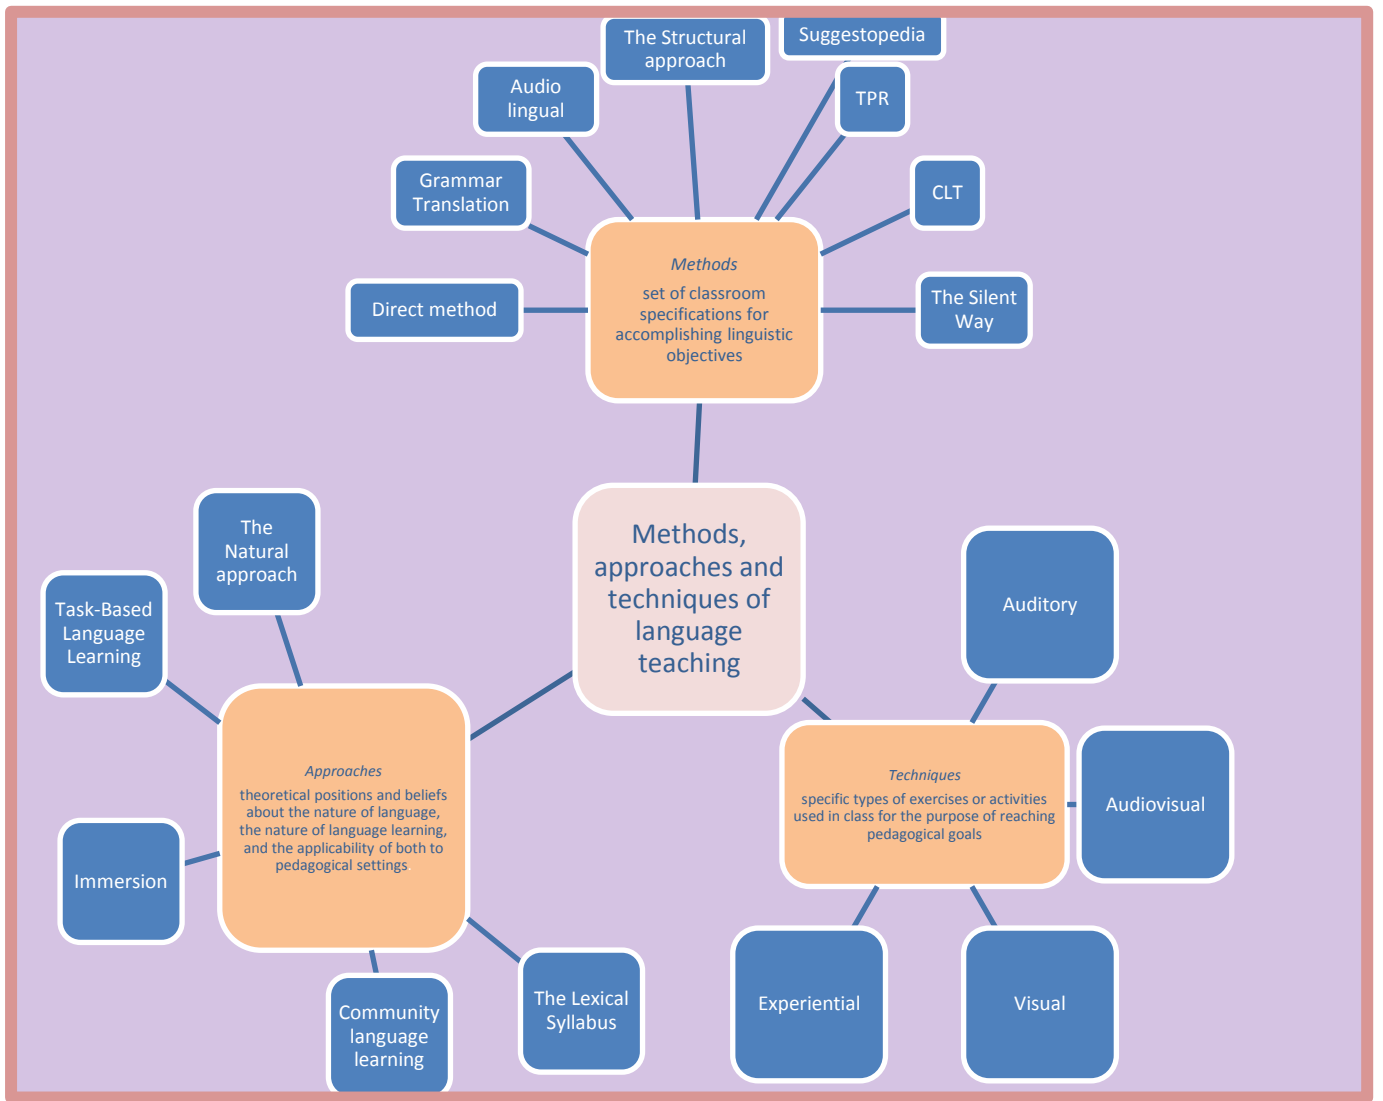 Suggestopedia
The Structural
approach
TPR
Audio
lingual
Grammar
Translation
CLT
Direct method
The Silent
Way
Methods
set of classroom
specifications for
accomplishing linguistic
objectives
Methods,
approaches and
techniques of
language
teaching
The
Natural
approach
Task-Based
Language
Learning
Immersion
Approaches
theoretical positions and beliefs
about the nature of language,
the nature of language learning,
and the applicability of both to
pedagogical settings
Community
language
learning
The Lexical
Syllabus
Auditory
Audiovisual
Techniques
specific types of exercises or activities
used in class for the purpose of reaching
pedagogical goals
Experiential
Visual